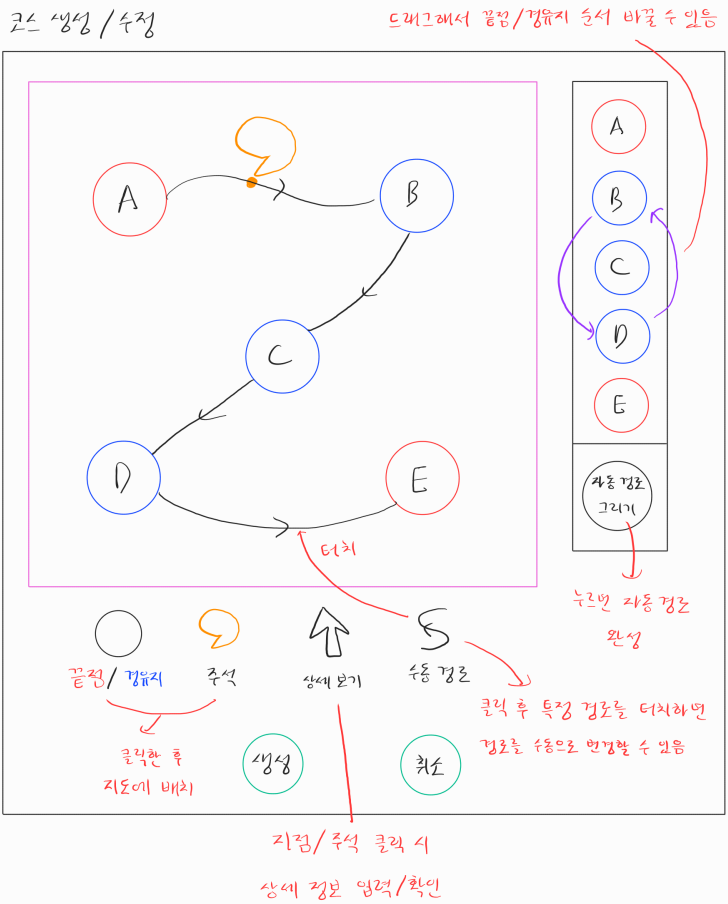 코스 생성 / 수정
드래그해서 끝점/경유지 순서 바꿀 수 있음
A
B
C
D
E
A
B
C
D
E
자동 경로
그리기
터치
누르면 자동 경로
완성
끝점/경유지
주석
상세 보기
수동 경로
클릭한 후
지도에 배치
클릭 후 특정 경로를 터치하면
경로를 수동으로 변경할 수 있음
생성
취소
지점/주석 클릭 시
상세 정보 입력/확인